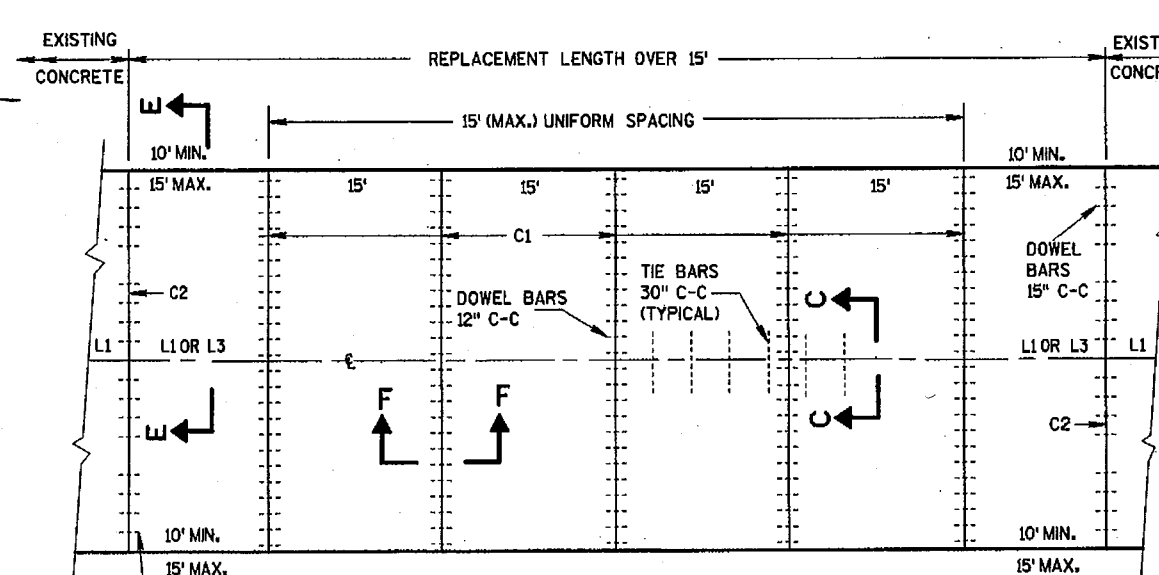 EXISTING
CONCRETE
REPLACEMENT LENGTH OVER 15'
EXIST
CONCR
E
15' (MAX.) UNIFORM SPACING
10' MIN.
15' MAX.
10' MIN.
15' MAX.
15'
15'
15'
15'
C1
C2
DOWEL BARS
12" C-C
TIE BARS
30" C-C
(TYPICAL)
C
DOWEL
BARS
15" C-C
L1
L1 OR L3
℄
L1 OR L3
L1
E
F
F
C
C2
10' MIN.
15' MAX.
10' MIN.
15' MAX.